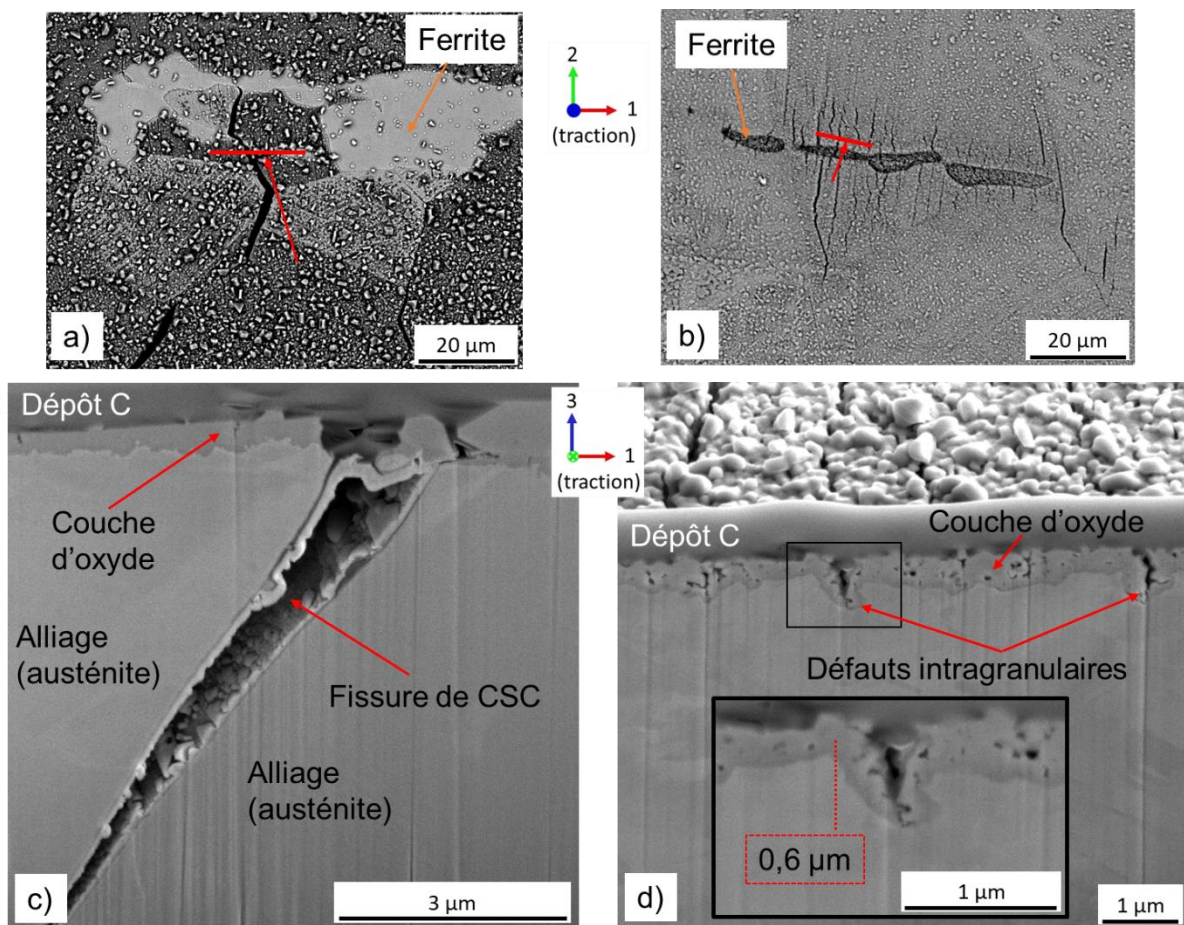 Ferrite
a)
20 µm
2
1
(traction)
Ferrite
b)
20 µm
Dépôt C
Couche
d'oxyde
Alliage
(austénite)
Fissure de CSC
Alliage
(austénite)
c)
3 µm
3
1
(traction)
Dépôt C
Couche d'oxyde
Défauts intragranulaires
0,6 µm
1 µm
d)
1 µm